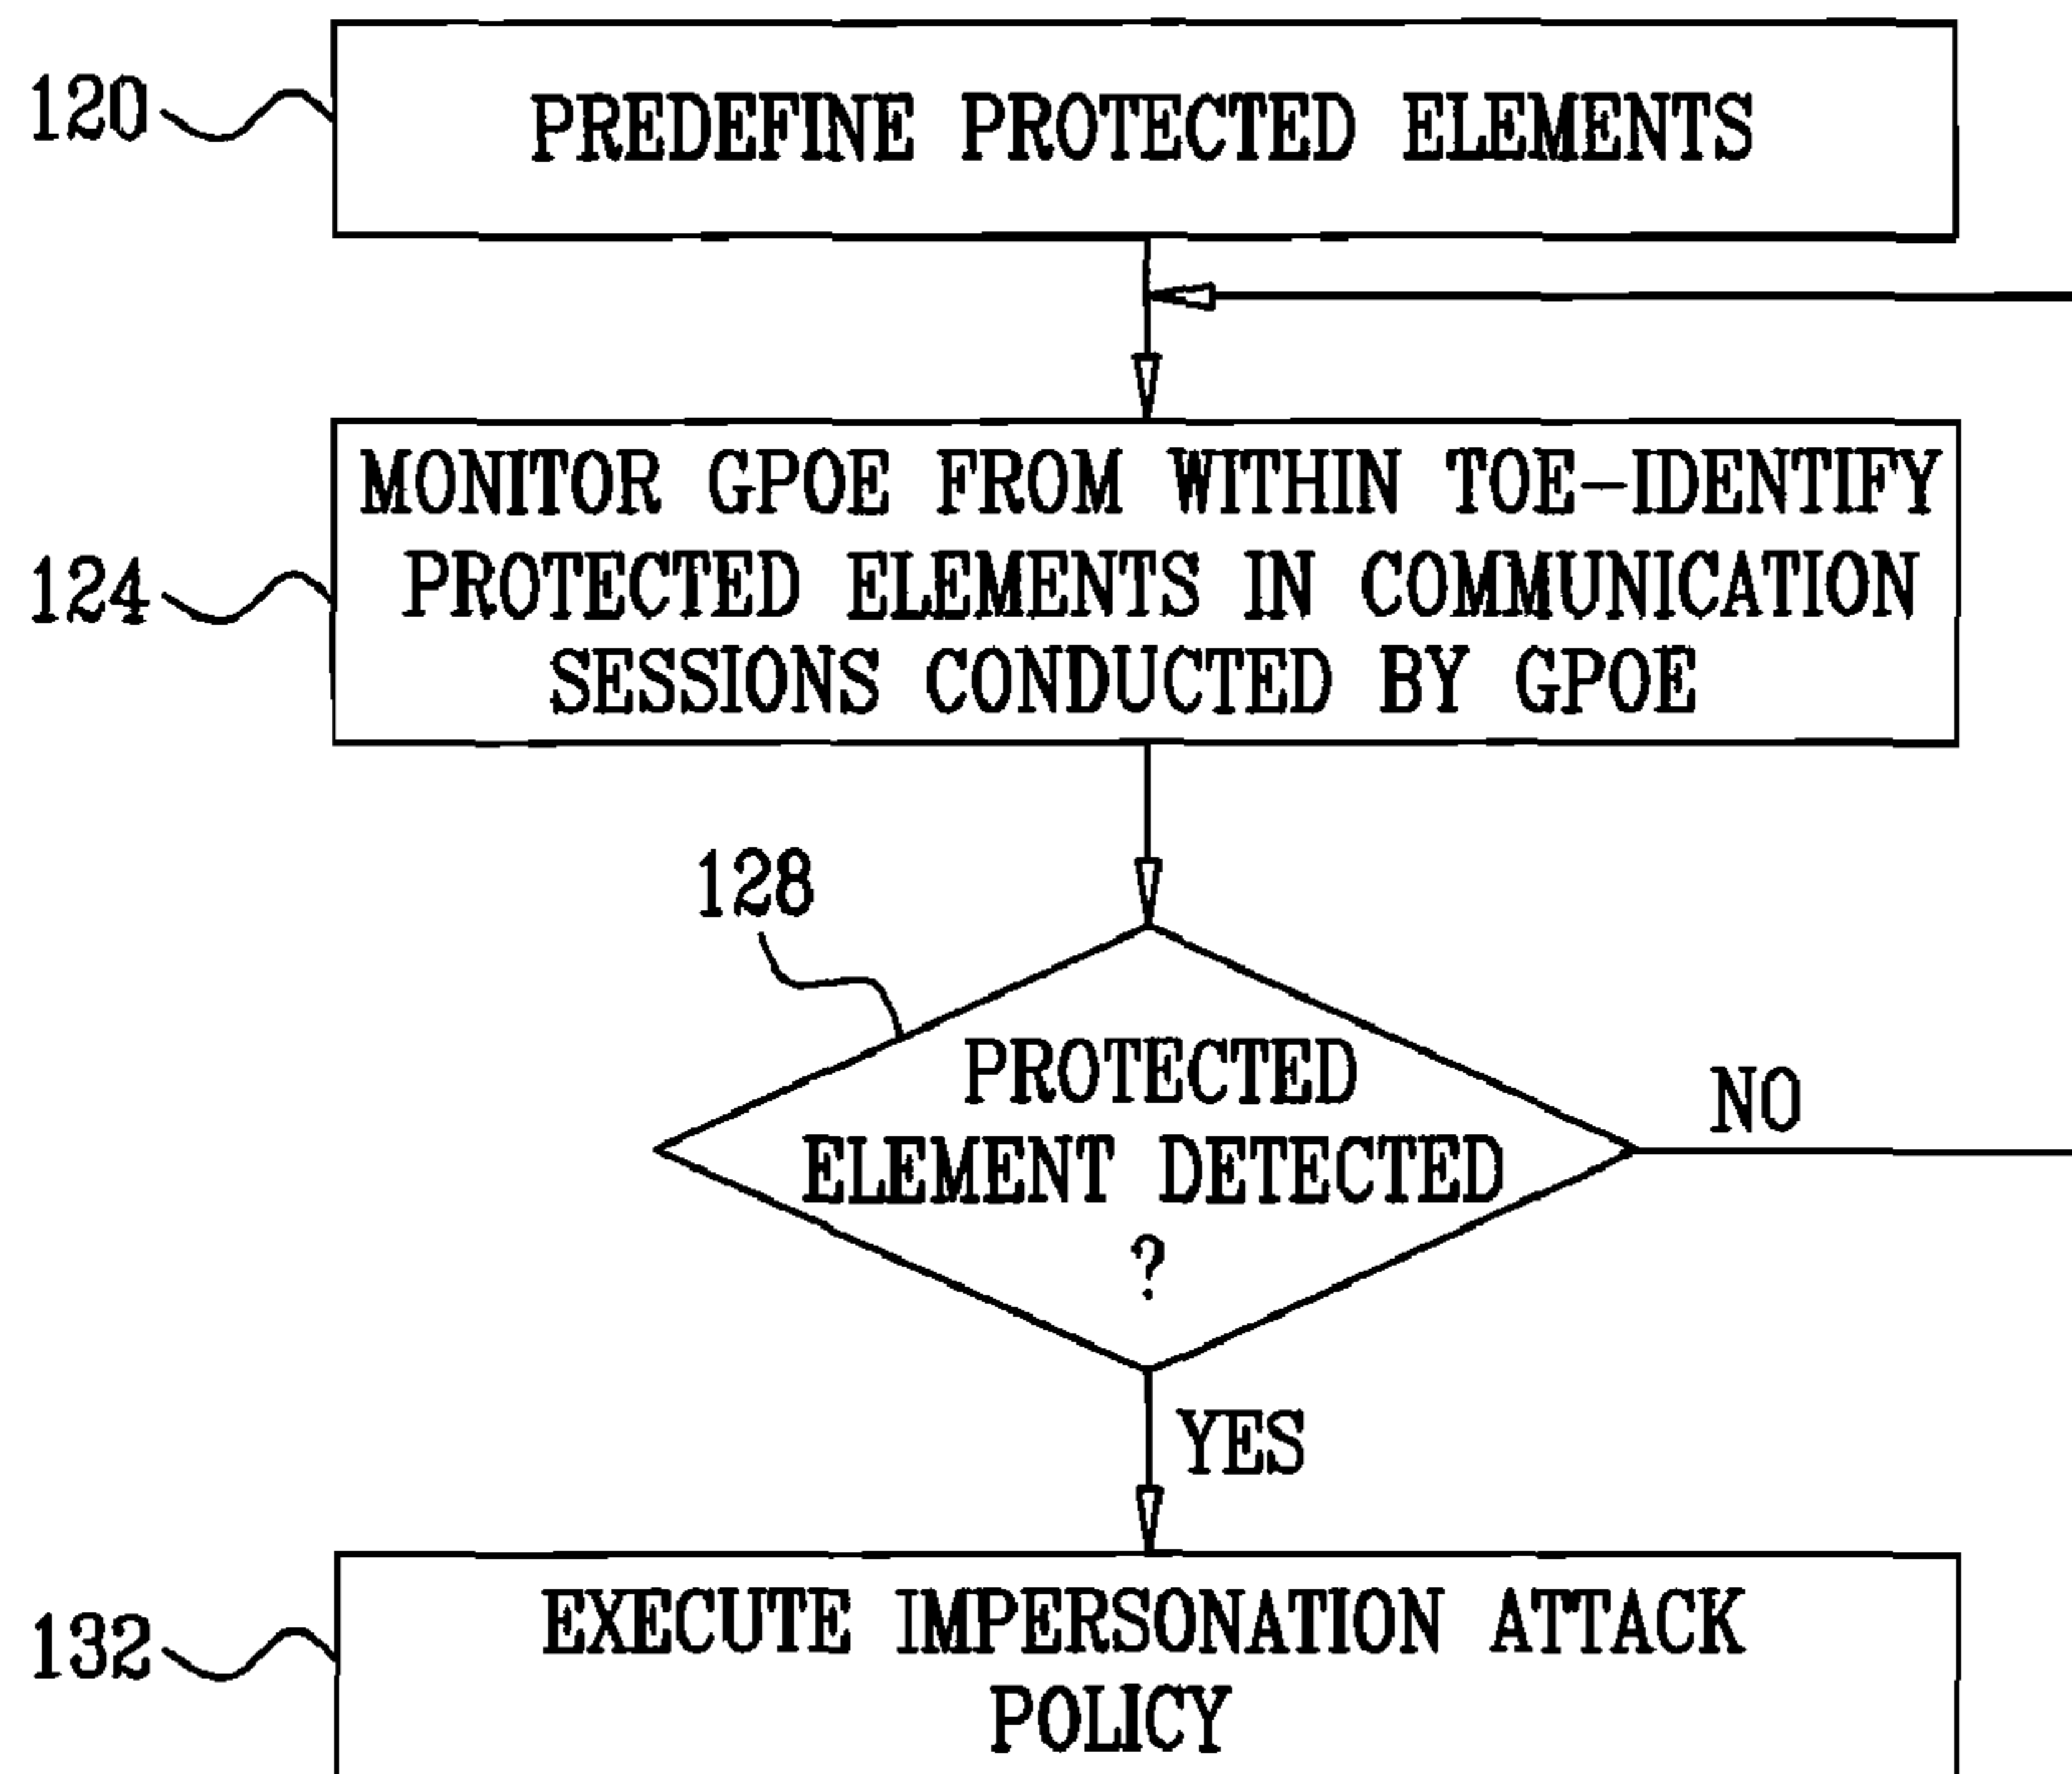 120
PREDEFINE PROTECTED ELEMENTS
MONITOR GPOE FROM WITHIN TOE–IDENTIFY
124
PROTECTED ELEMENTS IN COMMUNICATION
SESSIONS CONDUCTED BY GPOE
128
PROTECTED
ELEMENT DETECTED
?
NO
YES
132
EXECUTE IMPERSONATION ATTACK
POLICY